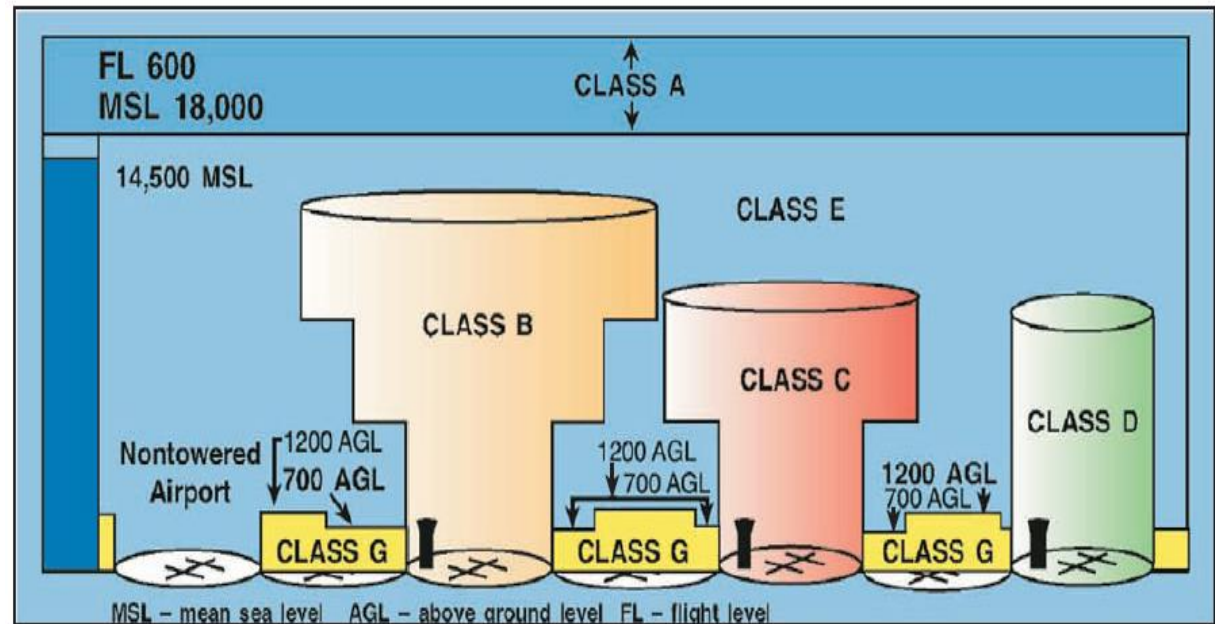 FL 600
MSL 18,000
CLASS A
14,500 MSL
CLASS E
CLASS B
CLASS C
CLASS D
Nontowered
Airport
1200 AGL
700 AGL
1200 AGL
700 AGL
1200 AGL
700 AGL
CLASS G
CLASS G
CLASS G
MSL – mean sea level AGL – above ground level FL – flight level